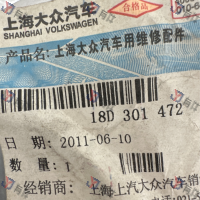 上海大众汽车
SHANGHAI VOLKSWAGEN
合格品
产品名: 上海大众汽车用维修配件
18D 301 472
日 期: 2011-06-10
数 量: 1
经销商: 上海上汽大众汽车销